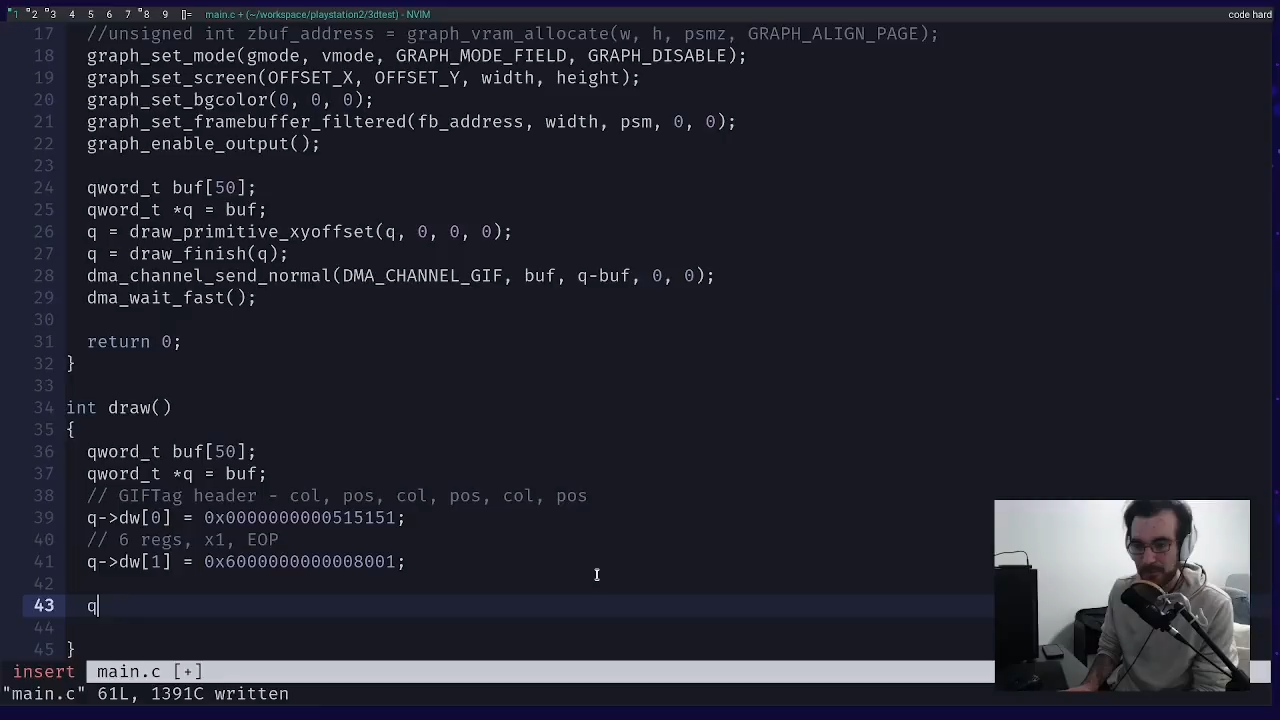 1 2 3 4 5 6 7 8 9 []= main.c + (~/workspace/playstation2/3dtest) - NVIM code hard
17 //unsigned int zbuf_address = graph_vram_allocate(w, h, psmz, GRAPH_ALIGN_PAGE);
18 graph_set_mode(gmode, vmode, GRAPH_MODE_FIELD, GRAPH_DISABLE);
19 graph_set_screen(OFFSET_X, OFFSET_Y, width, height);
20 graph_set_bgcolor(0, 0, 0);
21 graph_set_framebuffer_filtered(fb_address, width, psm, 0, 0);
22 graph_enable_output();
23
24 qword_t buf[50];
25 qword_t *q = buf;
26 q = draw_primitive_xyoffset(q, 0, 0, 0);
27 q = draw_finish(q);
28 dma_channel_send_normal(DMA_CHANNEL_GIF, buf, q-buf, 0, 0);
29 dma_wait_fast();
30
31 return 0;
32 }
33
34 int draw()
35 {
36 qword_t buf[50];
37 qword_t *q = buf;
38 // GIFTag header - col, pos, col, pos, col, pos
39 q->dw[0] = 0x0000000000515151;
40 // 6 regs, x1, EOP
41 q->dw[1] = 0x6000000000008001;
42
43 q
44
45 }
insert main.c [+]
"main.c" 61L, 1391C written